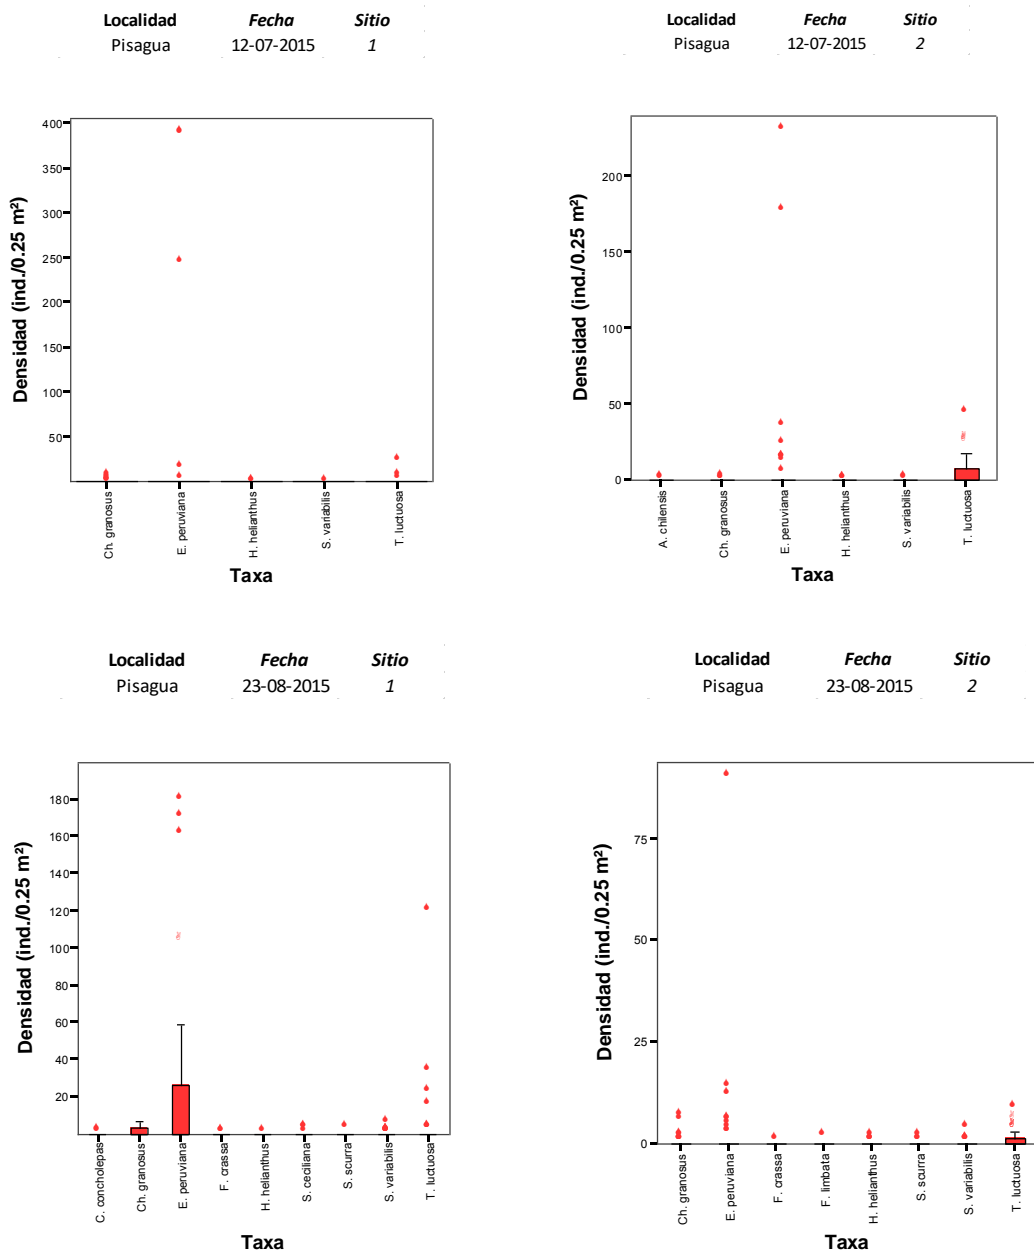 Localidad Fecha Sitio
Pisagua 12-07-2015 1
Densidad (ind./0.25 m²)
400
350
300
250
200
150
100
50
Ch. granosus
E. peruviana
H. helianthus
S. variabilis
T. luctuosa
Taxa
Localidad Fecha Sitio
Pisagua 12-07-2015 2
Densidad (ind./0.25 m²)
200
150
100
50
0
A. chilensis
Ch. granosus
E. peruviana
H. helianthus
S. variabilis
T. luctuosa
Taxa
Localidad Fecha Sitio
Pisagua 23-08-2015 1
Densidad (ind./0.25 m²)
180
160
140
120
100
80
60
40
20
C. concholepas
Ch. granosus
E. peruviana
F. crassa
H. helianthus
S. ceciliana
S. scurra
S. variabilis
T. luctuosa
Taxa
Localidad Fecha Sitio
Pisagua 23-08-2015 2
Densidad (ind./0.25 m²)
75
50
25
0
Ch. granosus
E. peruviana
F. crassa
F. limbata
H. helianthus
S. scurra
S. variabilis
T. luctuosa
Taxa